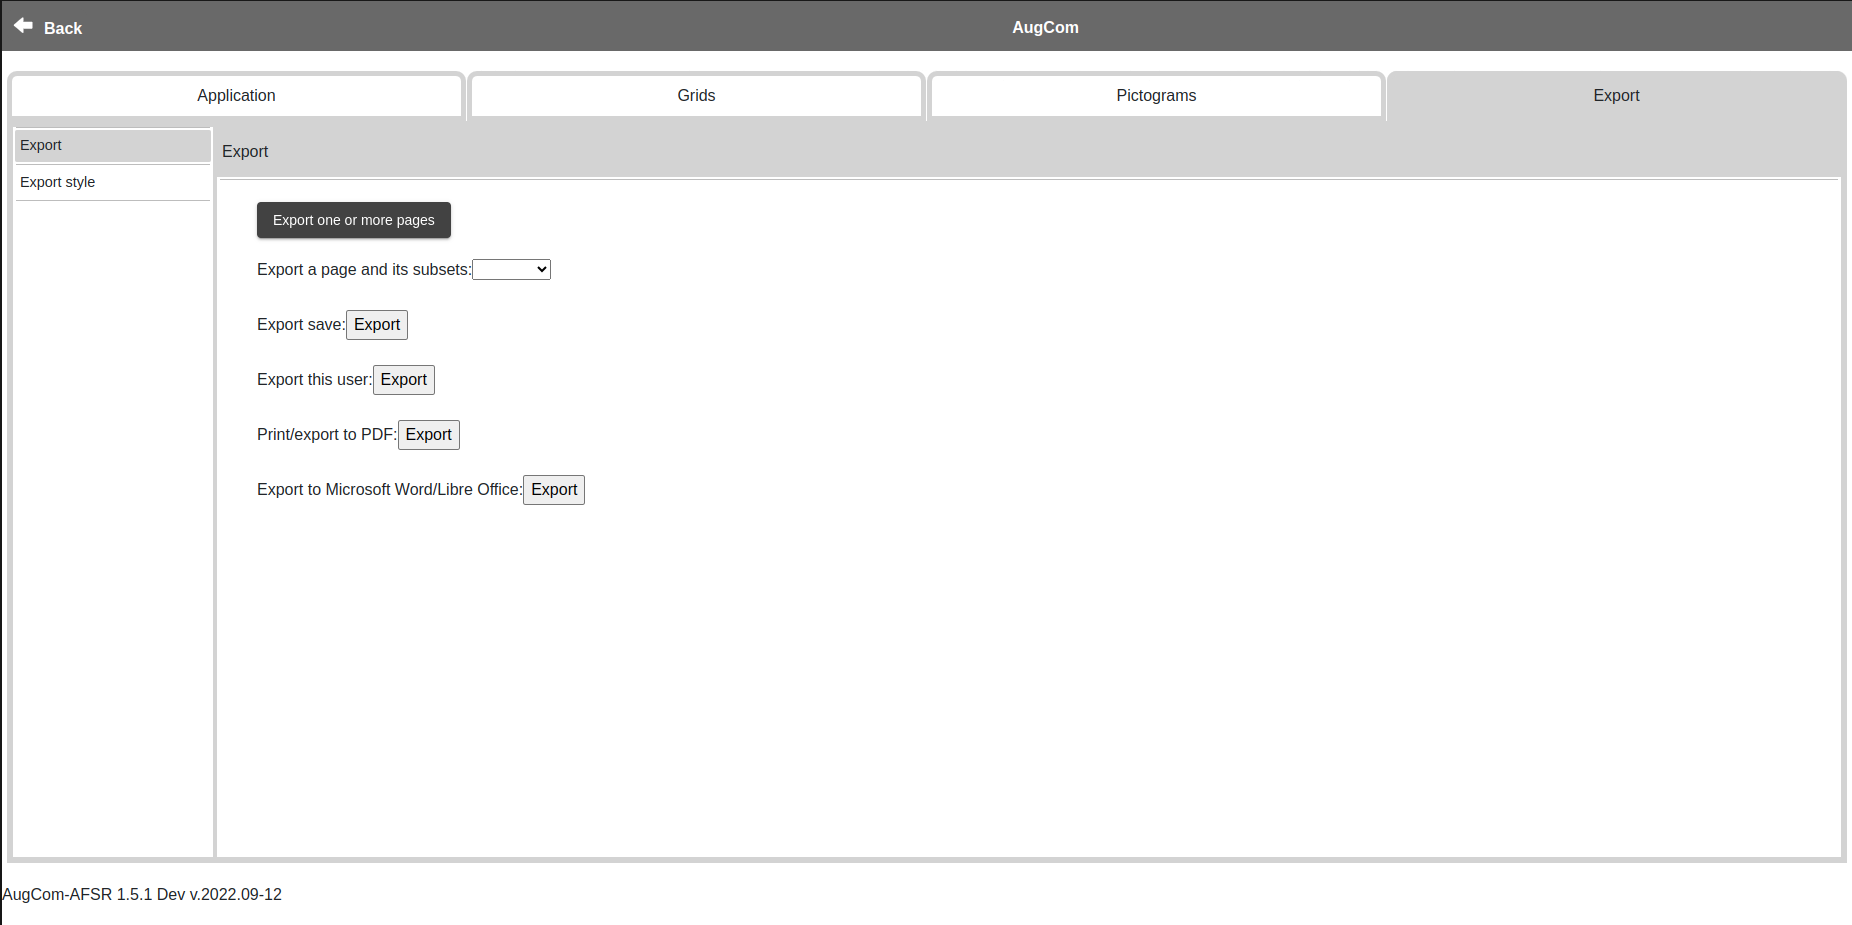 Back
AugCom
Application
Grids
Pictograms
Export
Export
Export style
Export
Export one or more pages
Export a page and its subsets:
Export save: Export
Export this user: Export
Print/export to PDF: Export
Export to Microsoft Word/Libre Office: Export
AugCom-AFSR 1.5.1 Dev v.2022.09-12